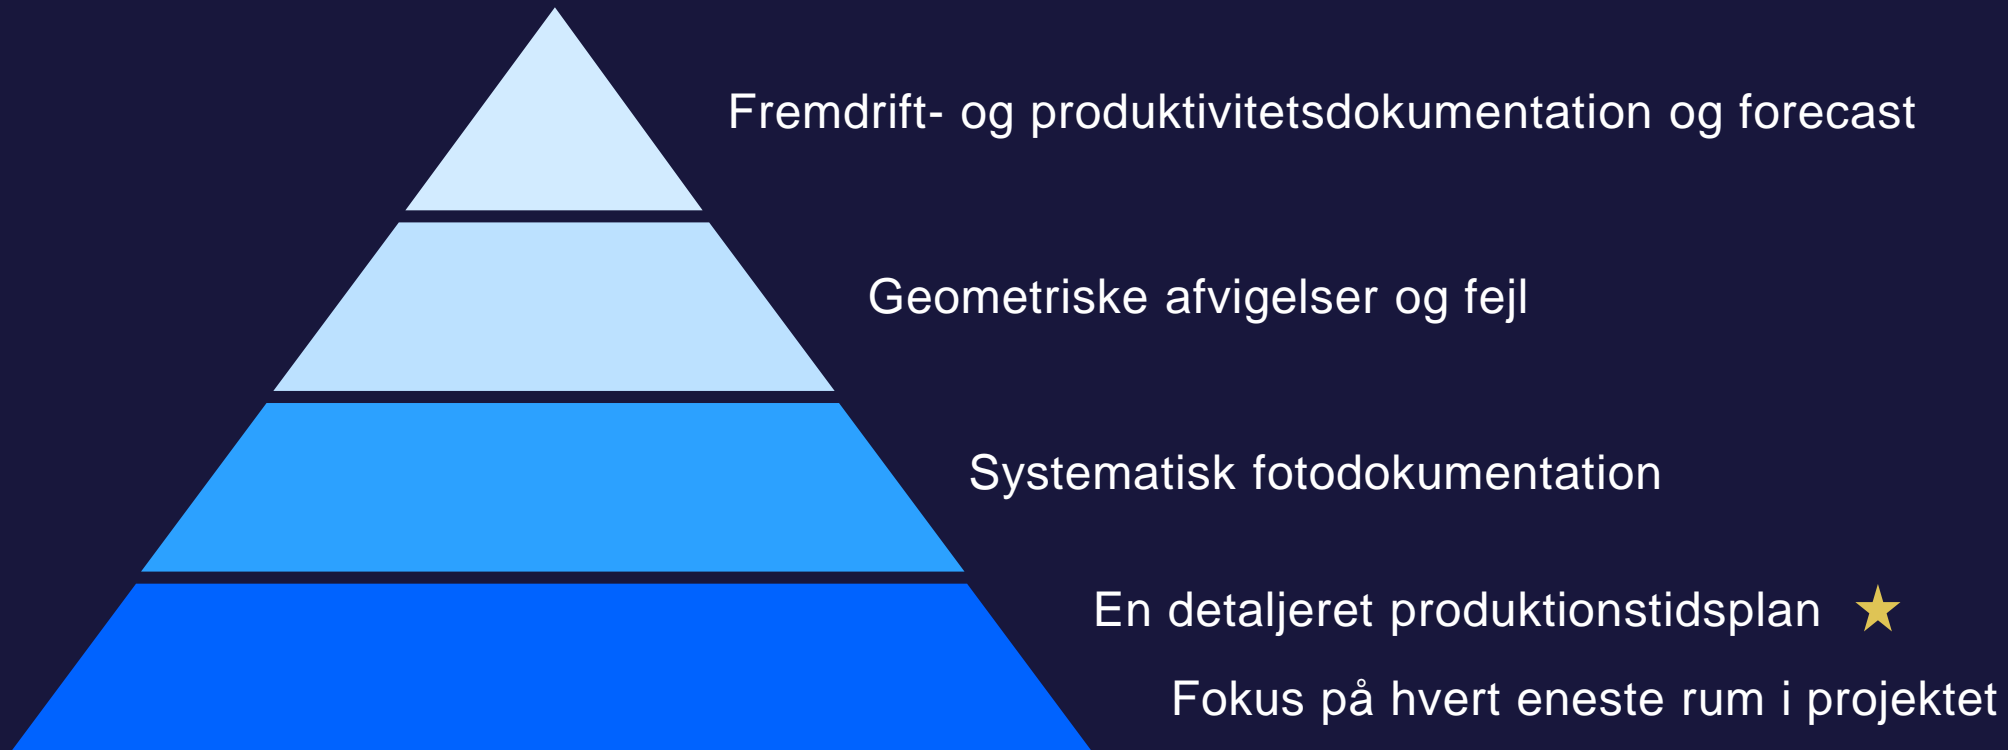 Fremdrift- og produktivitetsdokumentation og forecast
Geometriske afvigelser og fejl
Systematisk fotodokumentation
En detaljeret produktionstidsplan
Fokus på hvert eneste rum i projektet